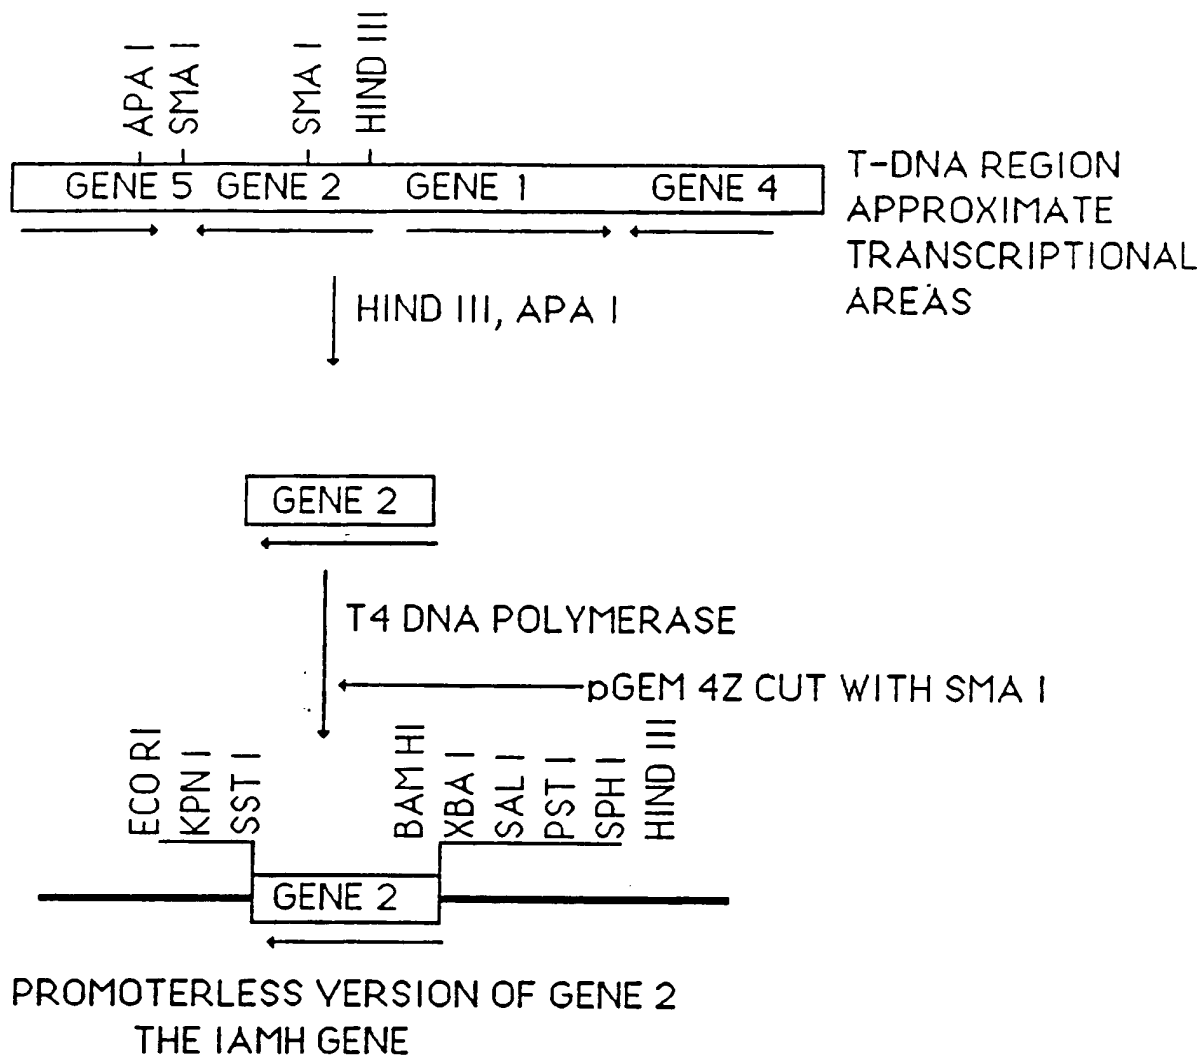 APA I
SMA I
SMA I
HIND III
GENE 5
GENE 2
GENE 1
GENE 4
T-DNA REGION
APPROXIMATE
TRANSCRIPTIONAL
AREAS
HIND III, APA I
GENE 2
T4 DNA POLYMERASE
pGEM 4Z CUT WITH SMA I
ECO RI
KPN I
SST I
BAM HI
XBA I
SAL I
PST I
SPH I
HIND III
GENE 2
PROMOTERLESS VERSION OF GENE 2
THE IAMH GENE